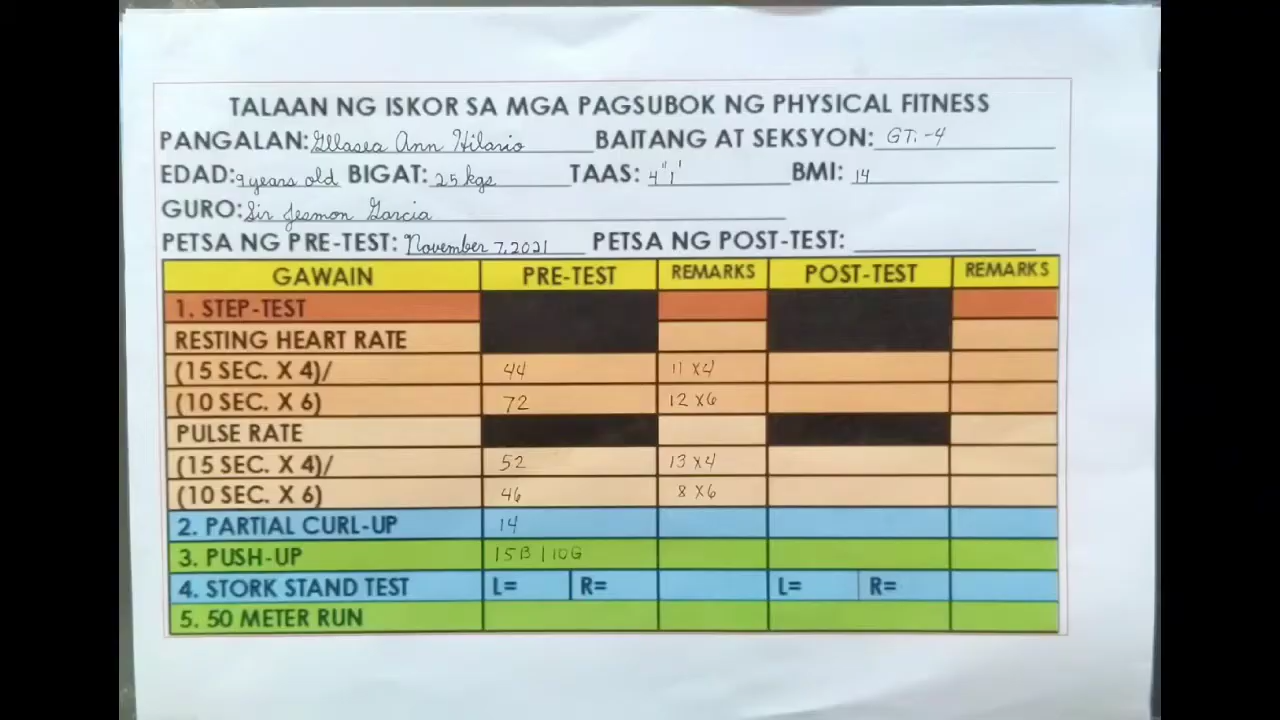 TALAAN NG ISKOR SA MGA PAGSUBOK NG PHYSICAL FITNESS
PANGALAN: Ellasea Ann Hilario BAITANG AT SEKSYON: GT.-4
EDAD: 9 years old BIGAT: 25 kgs TAAS: 4"1' BMI: 14
GURO: Sir Jesmon Garcia
PETSA NG PRE-TEST: November 7, 2021 PETSA NG POST-TEST:
GAWAIN PRE-TEST REMARKS POST-TEST REMARKS
1. STEP-TEST
RESTING HEART RATE
(15 SEC. X 4)/ 44 11 X4
(10 SEC. X 6) 72 12 X6
PULSE RATE
(15 SEC. X 4)/ 52 13 X4
(10 SEC. X 6) 46 8 X6
2. PARTIAL CURL-UP 14
3. PUSH-UP 15B | 10G
4. STORK STAND TEST L= R= L= R=
5. 50 METER RUN